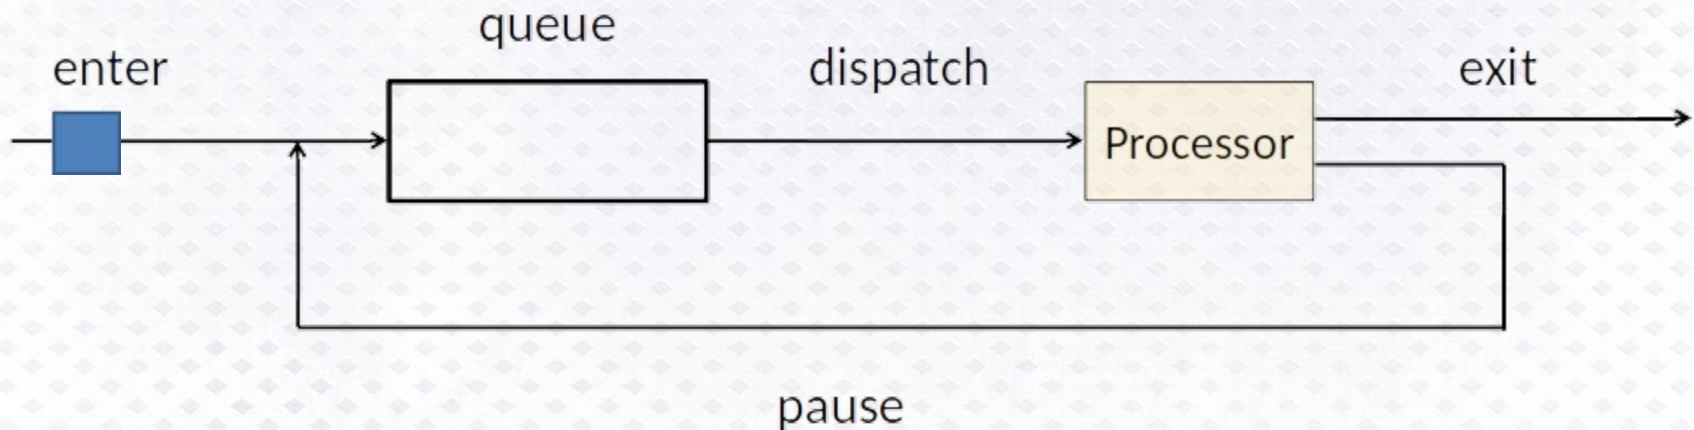 queue
enter
dispatch
exit
Processor
pause